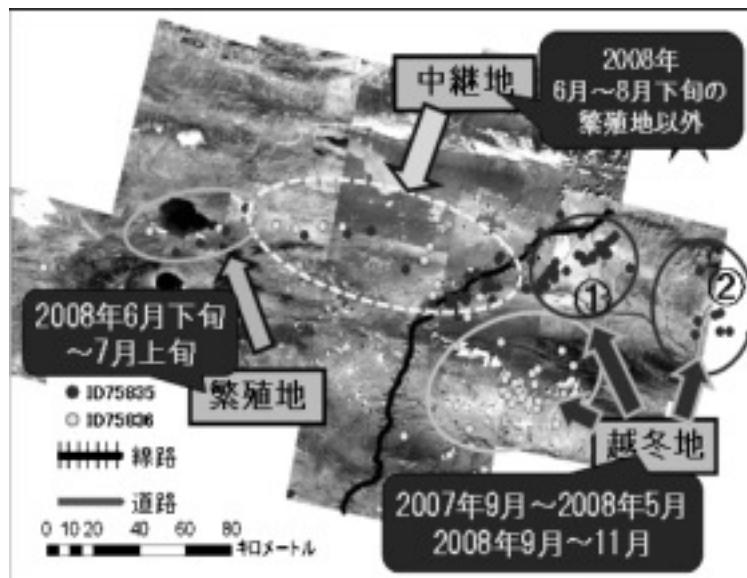 中継地
2008年
6月～8月下旬の
繁殖地以外
①
②
2008年6月下旬
～7月上旬
繁殖地
ID75835
ID75836
線路
道路
0 10 20 40 60 80
キロメートル
越冬地
2007年9月～2008年5月
2008年9月～11月